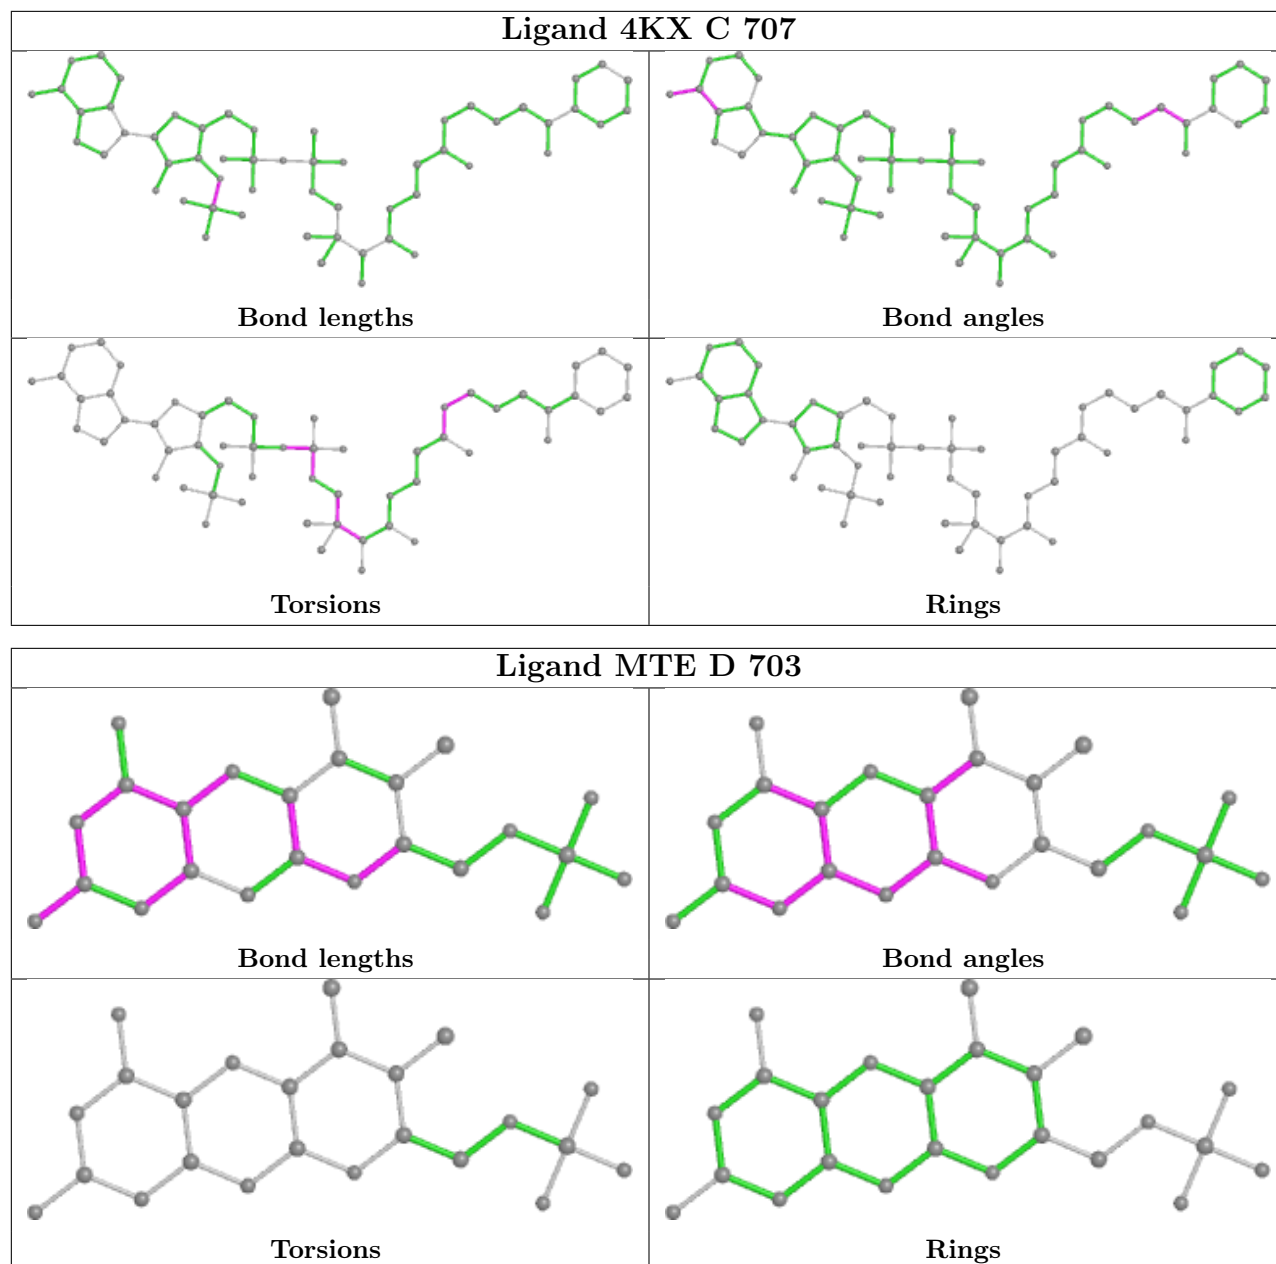 Ligand 4KX C 707
Bond lengths
Bond angles
Torsions
Rings
Ligand MTE D 703
Bond lengths
Bond angles
Torsions
Rings